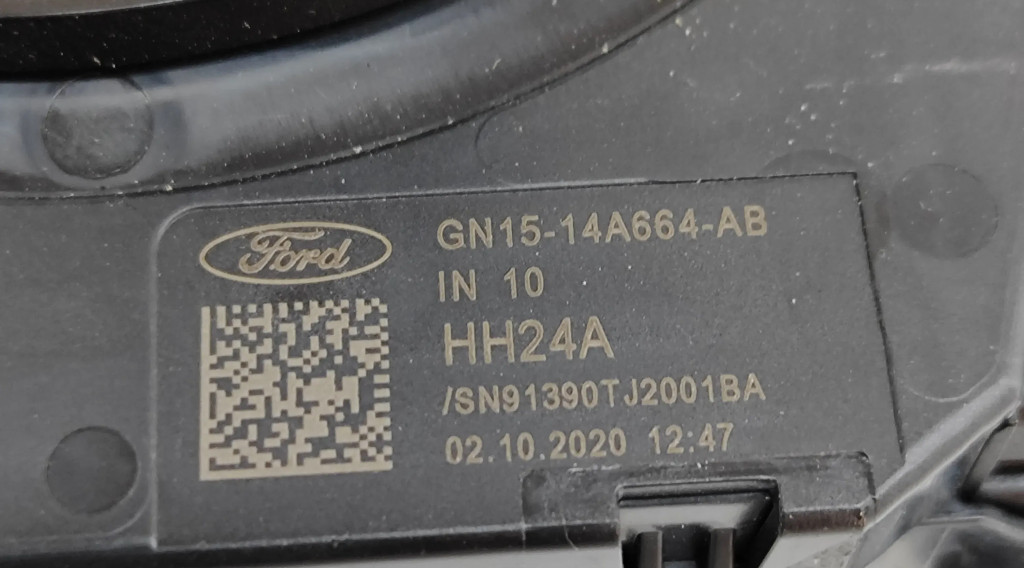 Ford
GN15-14A664-AB
IN 10
HH24A
/SN91390TJ2001BA
02.10.2020 12:47